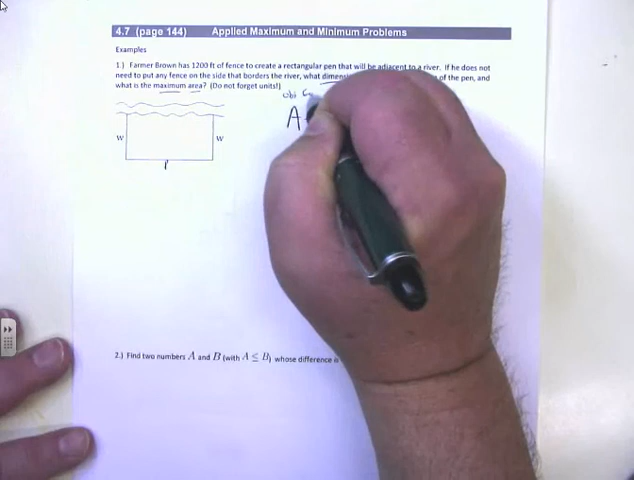 4.7 (page 144) Applied Maximum and Minimum Problems
Examples
1.) Farmer Brown has 1200 ft of fence to create a rectangular pen that will be adjacent to a river. If he does not
need to put any fence on the side that borders the river, what of the pen, and
what is the maximum area? (Do not forget units!)
A
W W
2.) Find two numbers A and B (with A ≤ B) whose difference is